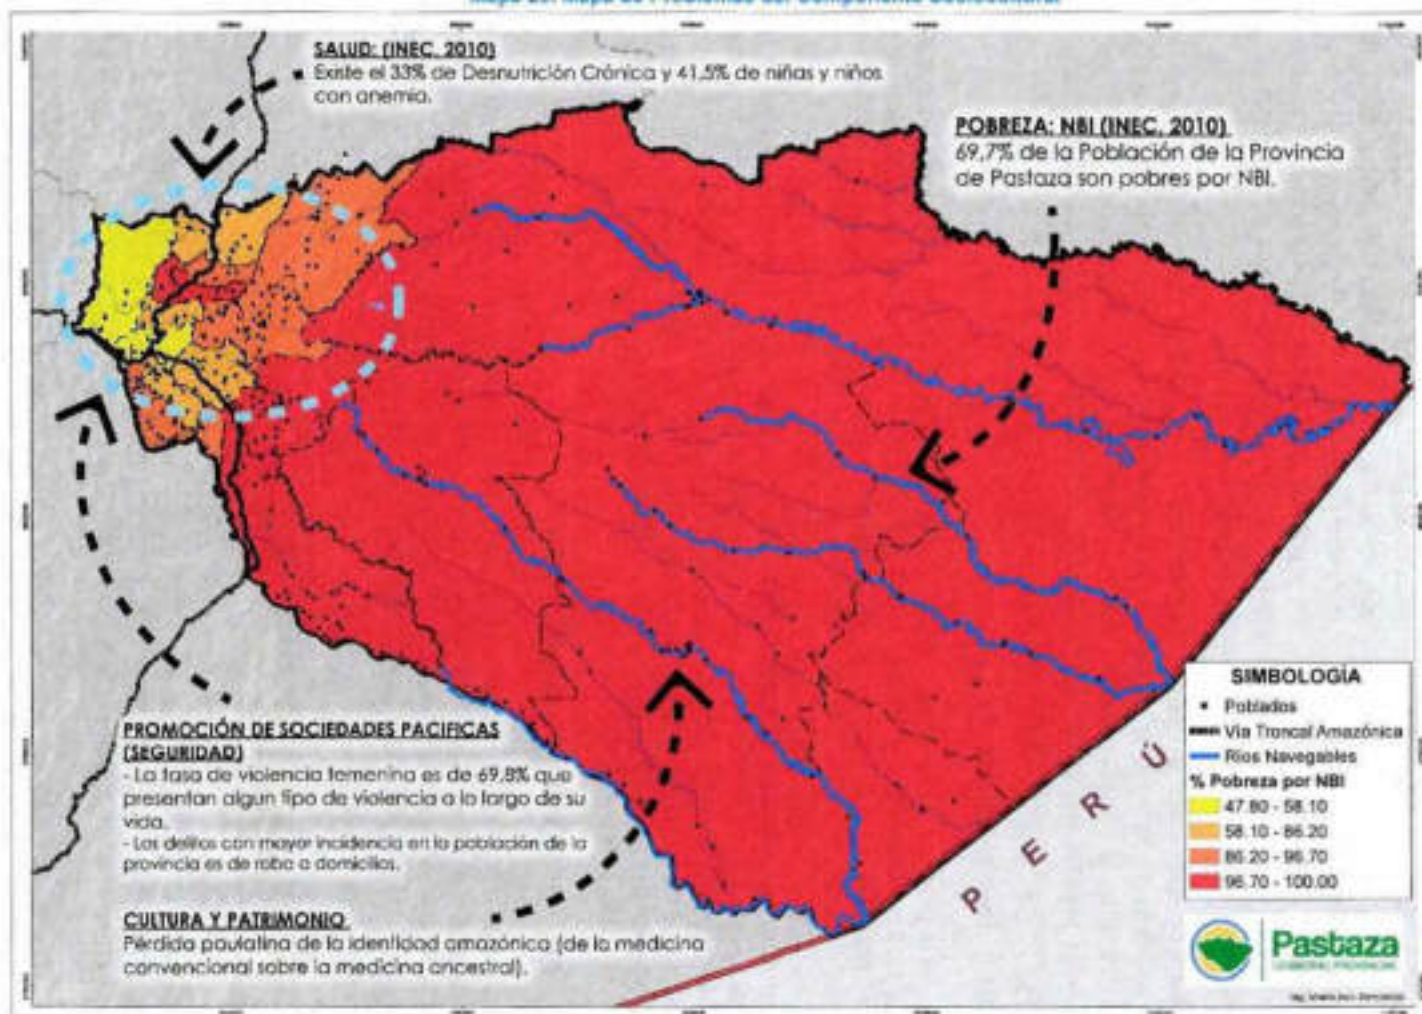 Mapa de Problemas del Componente Sociocultural
SALUD: (INEC, 2010)
Existe el 33% de Desnutrición Crónica y 41,5% de niñas y niños
con anemia.
POBREZA: NBI (INEC, 2010)
69,7% de la Población de la Provincia
de Pastaza son pobres por NBI.
PROMOCIÓN DE SOCIEDADES PACIFICAS
(SEGURIDAD)
- La tasa de violencia femenina es de 69,8% que
presentan algun tipo de violencia a lo largo de su
vida.
- Los delitos con mayor incidencia en la población de la
provincia es de robo a domicilios.
CULTURA Y PATRIMONIO
Pérdida paulatina de la identidad amazónica (de la medicina
convencional sobre la medicina ancestral).
PERÚ
SIMBOLOGÍA
Poblados
Vía Troncal Amazónica
Ríos Navegables
% Pobreza por NBI
47.80 - 58.10
58.10 - 86.20
86.20 - 96.70
96.70 - 100.00
Pastaza